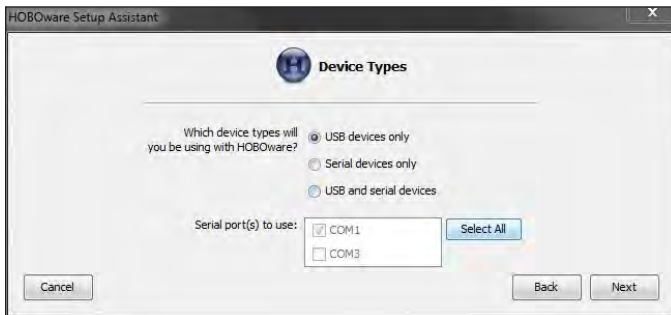 HOBOware Setup Assistant
X
H Device Types
Which device types will
you be using with HOBOware?
USB devices only
Serial devices only
USB and serial devices
Serial port(s) to use:
COM1
COM3
Select All
Cancel
Back
Next